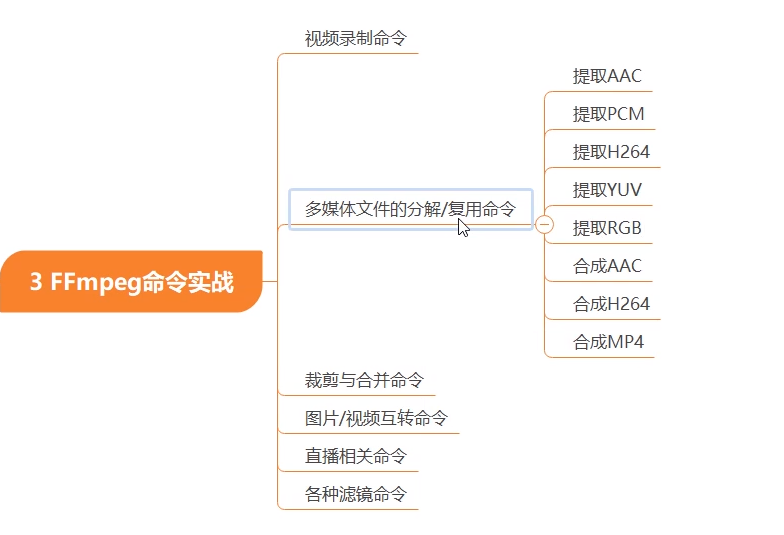 视频录制命令
提取AAC
提取PCM
提取H264
提取YUV
多媒体文件的分解/复用命令
提取RGB
合成AAC
3 FFmpeg命令实战
合成H264
合成MP4
裁剪与合并命令
图片/视频互转命令
直播相关命令
各种滤镜命令